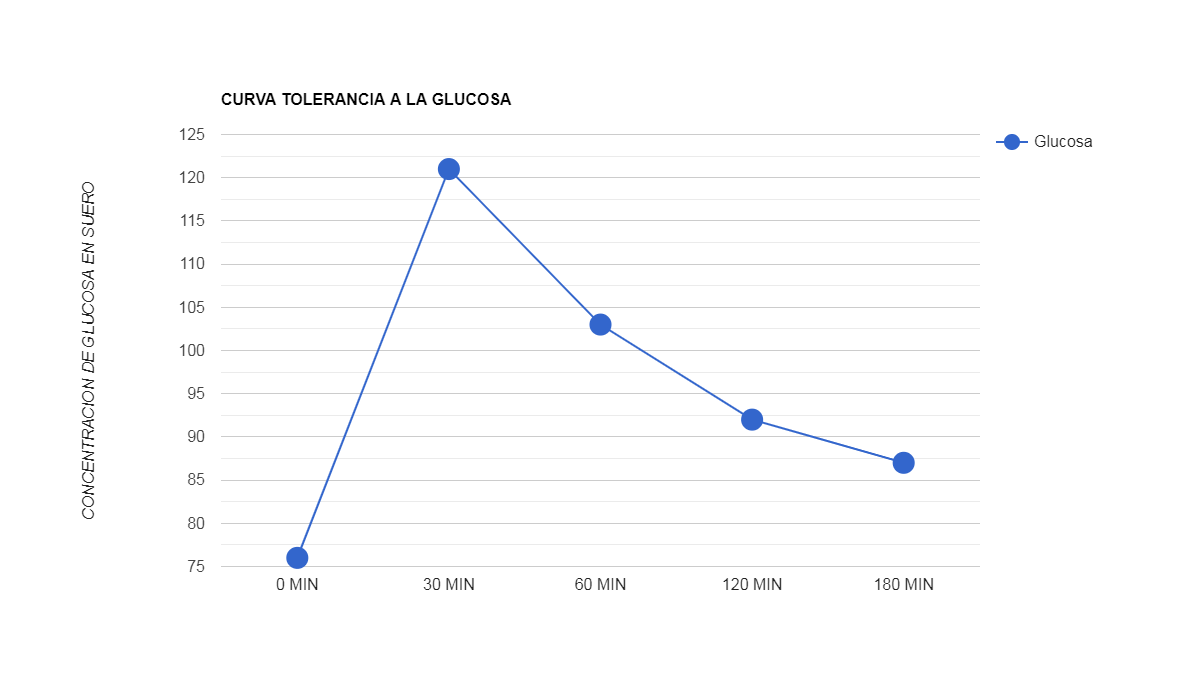 CURVA TOLERANCIA A LA GLUCOSA
125
120
115
110
105
100
95
90
85
80
75
CONCENTRACION DE GLUCOSA EN SUERO
0 MIN
30 MIN
60 MIN
120 MIN
180 MIN
Glucosa